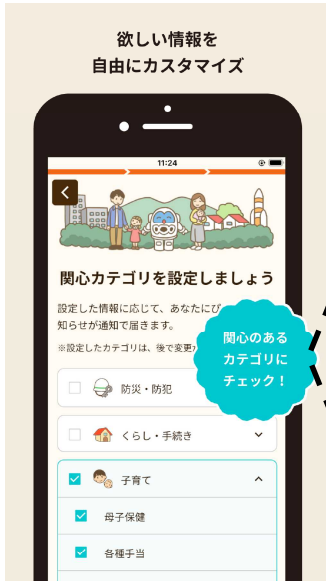 欲しい情報を
自由にカスタマイズ
11:24
関心カテゴリを設定しましょう
設定した情報に応じて、あなたにぴ
知らせが通知で届きます。
※設定したカテゴリは、後で変更
関心のある
カテゴリに
チェック！
防災・防犯
くらし・手続き
子育て
母子保健
各種手当